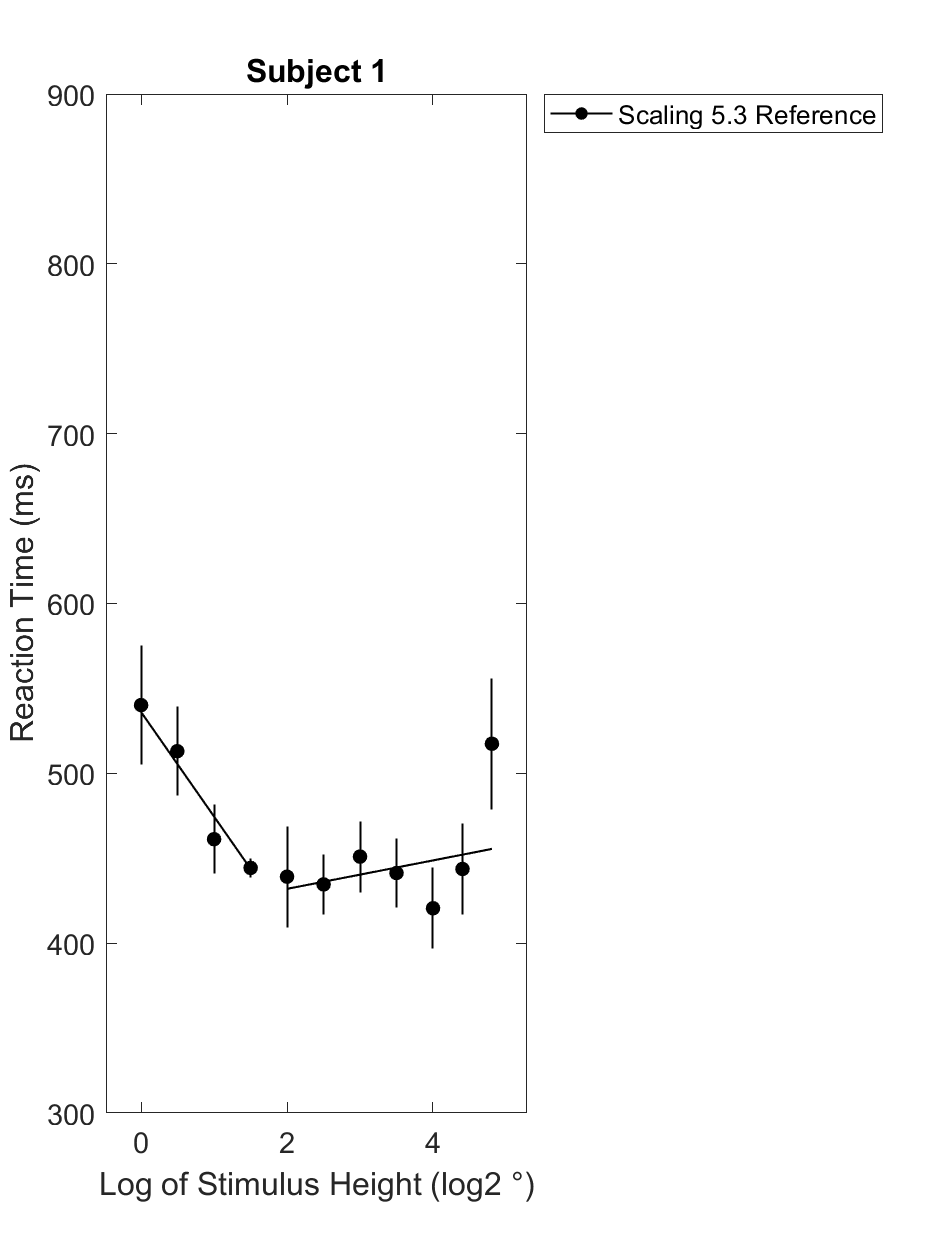 Subject 1
900
800
700
600
500
400
300
Reaction Time (ms)
0 2 4
Log of Stimulus Height (log2 °)
Scaling 5.3 Reference